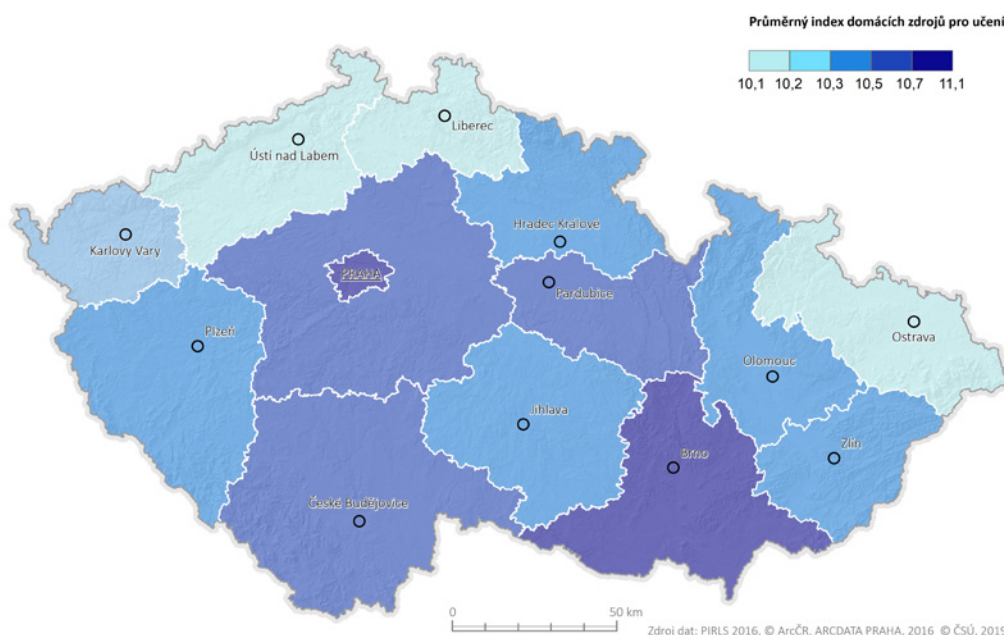 Průměrný index domácích zdrojů pro učení
10,1 10,2 10,3 10,5 10,7 11,1
Liberec
Ústí nad Labem
Karlovy Vary
Hradec Králové
PRAHA
Pardubice
Plzeň
Ostrava
Olomouc
Jihlava
Brno
Zlín
České Budějovice
0 50 km
Zdroj dat: PIRLS 2016, © ArcČR, ARCDATA PRAHA, 2016 © ČSÚ, 2019